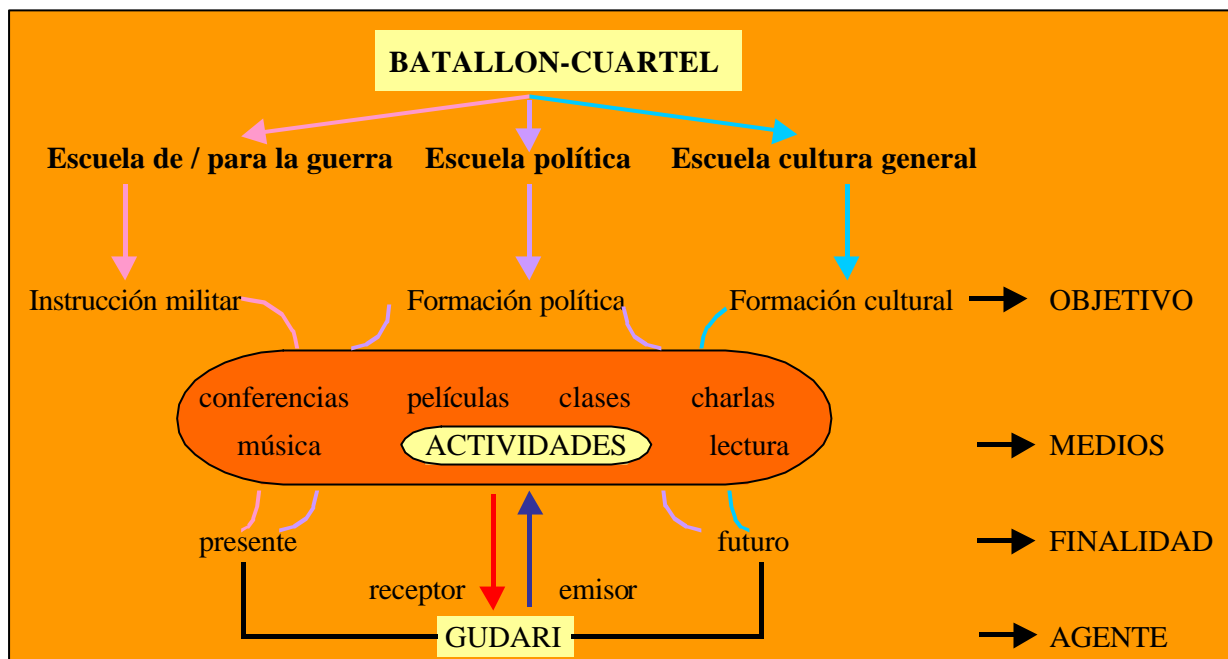 BATALLON-CUARTEL
Escuela de / para la guerra Escuela política Escuela cultura general
Instrucción militar Formación política Formación cultural OBJETIVO
conferencias películas clases charlas
música ACTIVIDADES lectura MEDIOS
presente futuro FINALIDAD
receptor emisor
GUDARI AGENTE